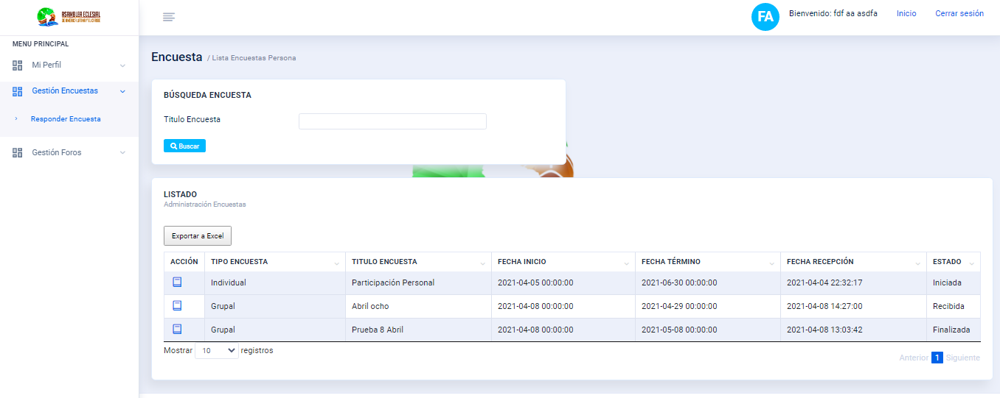 ASAMBLEA ECLESIAL
DE AMÉRICA LATINA Y EL CARIBE
FA
Bienvenido: fdf aa asdfa
Inicio
Cerrar sesión
MENU PRINCIPAL
Mi Perfil
Gestión Encuestas
Responder Encuesta
Gestión Foros
Encuesta / Lista Encuestas Persona
BÚSQUEDA ENCUESTA
Titulo Encuesta
Buscar
LISTADO
Administración Encuestas
Exportar a Excel
ACCIÓN TIPO ENCUESTA TITULO ENCUESTA FECHA INICIO FECHA TÉRMINO FECHA RECEPCIÓN ESTADO
Individual Participación Personal 2021-04-05 00:00:00 2021-06-30 00:00:00 2021-04-04 22:32:17 Iniciada
Grupal Abril ocho 2021-04-08 00:00:00 2021-04-29 00:00:00 2021-04-08 14:27:00 Recibida
Grupal Prueba 8 Abril 2021-04-08 00:00:00 2021-05-08 00:00:00 2021-04-08 13:03:42 Finalizada
Mostrar 10 registros
Anterior 1 Siguiente